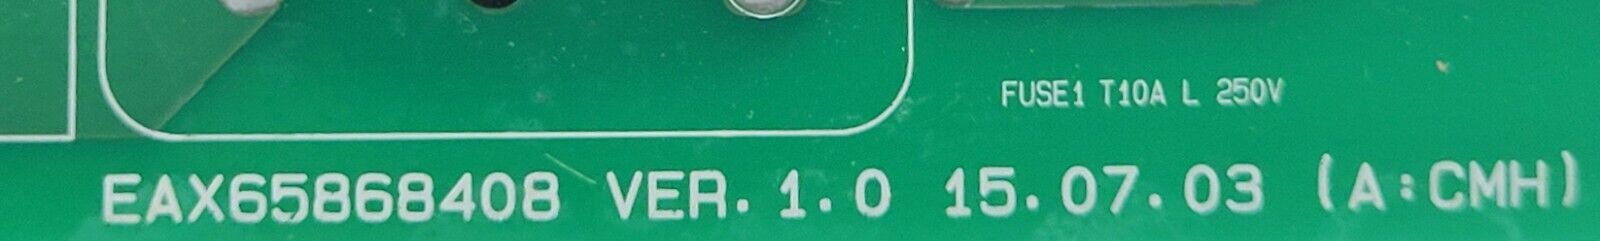 FUSE1 T10A L 250V
EAX65868408 VER. 1.0 15.07.03 (A:CMH)